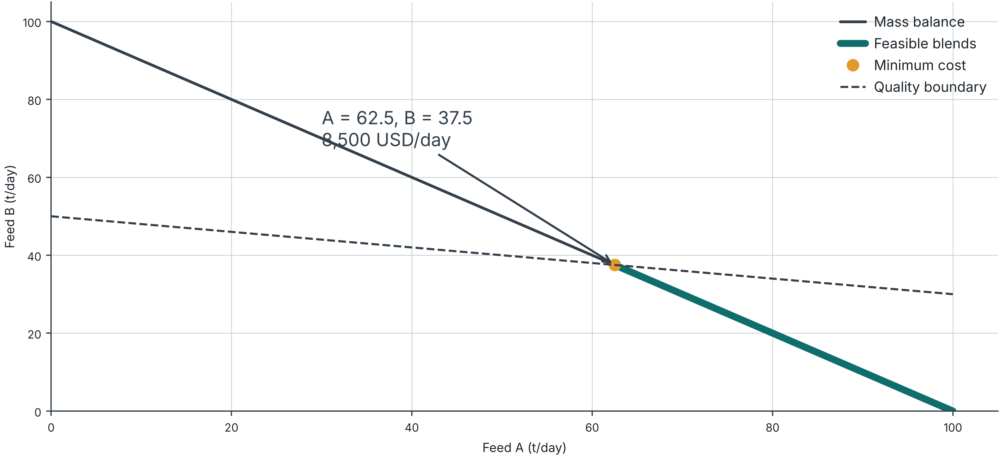 100
80
60
40
20
0
Feed B (t/day)
0
20
40
60
80
100
Feed A (t/day)
A = 62.5, B = 37.5
8,500 USD/day
Mass balance
Feasible blends
Minimum cost
Quality boundary